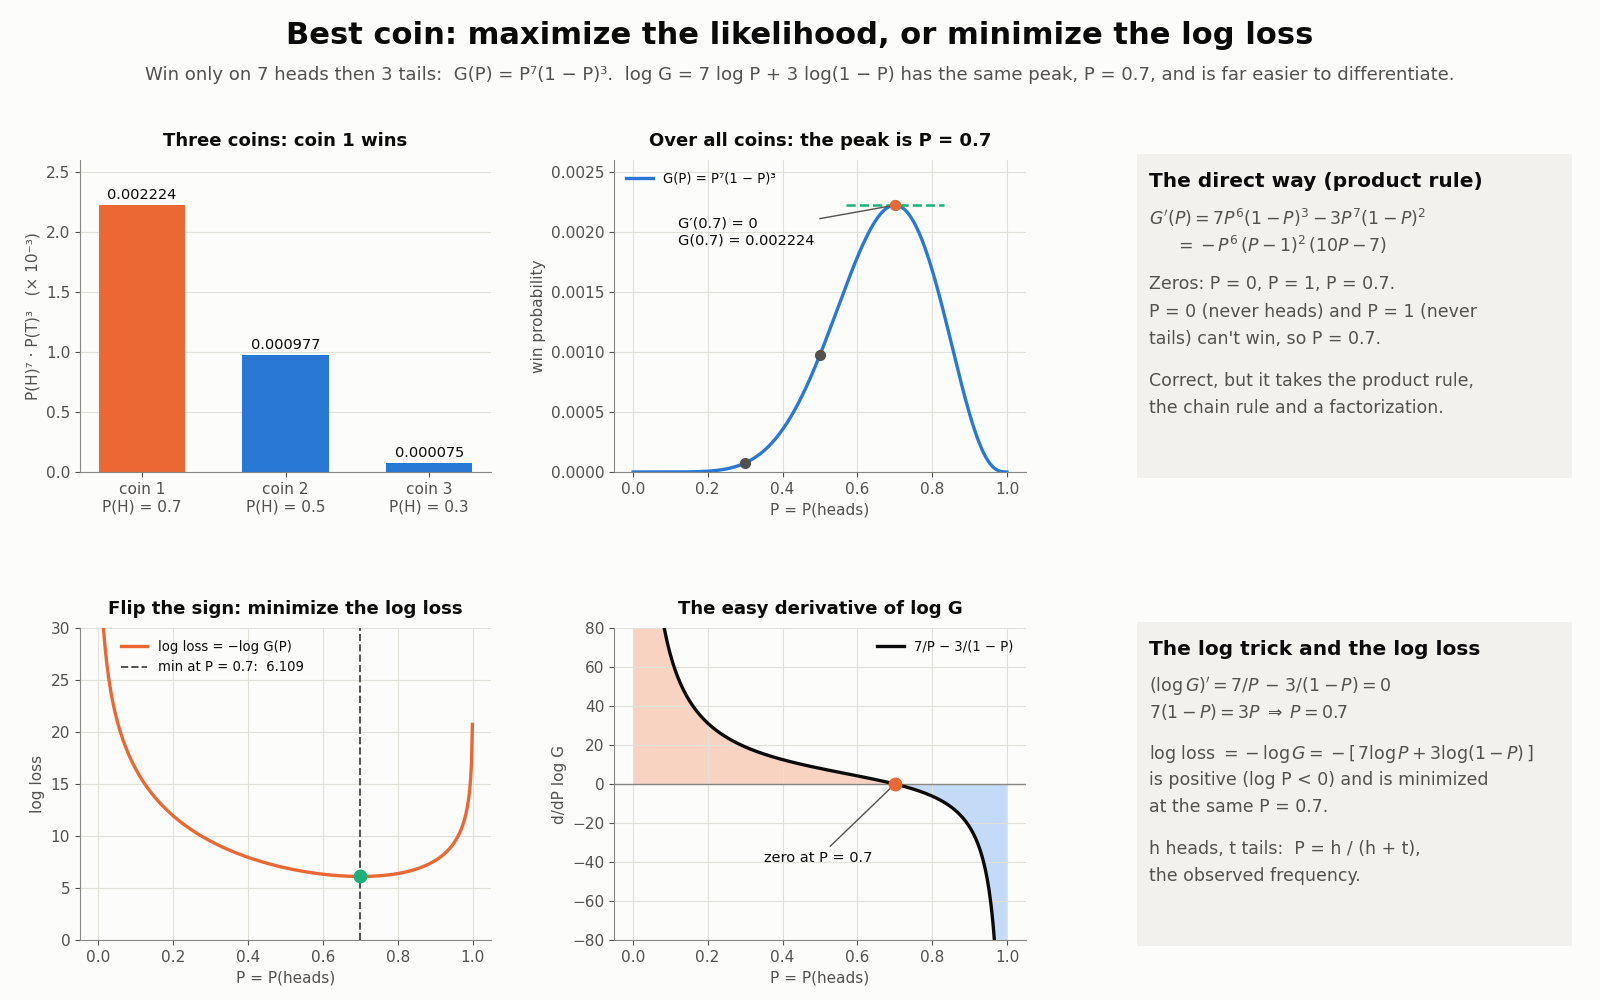 Best coin: maximize the likelihood, or minimize the log loss
Win only on 7 heads then 3 tails:  G(P) = P⁷(1 − P)³.  log G = 7 log P + 3 log(1 − P) has the same peak, P = 0.7, and is far easier to differentiate.
Three coins: coin 1 wins
P(H)⁷ · P(T)³   (× 10⁻³)
2.5
2.0
1.5
1.0
0.5
0.0
0.002224
0.000977
0.000075
coin 1
P(H) = 0.7
coin 2
P(H) = 0.5
coin 3
P(H) = 0.3
Over all coins: the peak is P = 0.7
win probability
0.0025
0.0020
0.0015
0.0010
0.0005
0.0000
G(P) = P⁷(1 − P)³
G′(0.7) = 0
G(0.7) = 0.002224
0.0 0.2 0.4 0.6 0.8 1.0
P = P(heads)
The direct way (product rule)
G′(P) = 7P⁶(1 − P)³ − 3P⁷(1 − P)²
= −P⁶ (P − 1)² (10P − 7)
Zeros: P = 0, P = 1, P = 0.7.
P = 0 (never heads) and P = 1 (never
tails) can't win, so P = 0.7.
Correct, but it takes the product rule,
the chain rule and a factorization.
Flip the sign: minimize the log loss
log loss
30
25
20
15
10
5
0
log loss = −log G(P)
min at P = 0.7:  6.109
0.0 0.2 0.4 0.6 0.8 1.0
P = P(heads)
The easy derivative of log G
d/dP log G
80
60
40
20
0
−20
−40
−60
−80
7/P − 3/(1 − P)
zero at P = 0.7
0.0 0.2 0.4 0.6 0.8 1.0
P = P(heads)
The log trick and the log loss
(log G)′ = 7/P − 3/(1 − P) = 0
7(1 − P) = 3P ⇒ P = 0.7
log loss = − log G = − [ 7 log P + 3 log(1 − P) ]
is positive (log P < 0) and is minimized
at the same P = 0.7.
h heads, t tails:  P = h / (h + t),
the observed frequency.